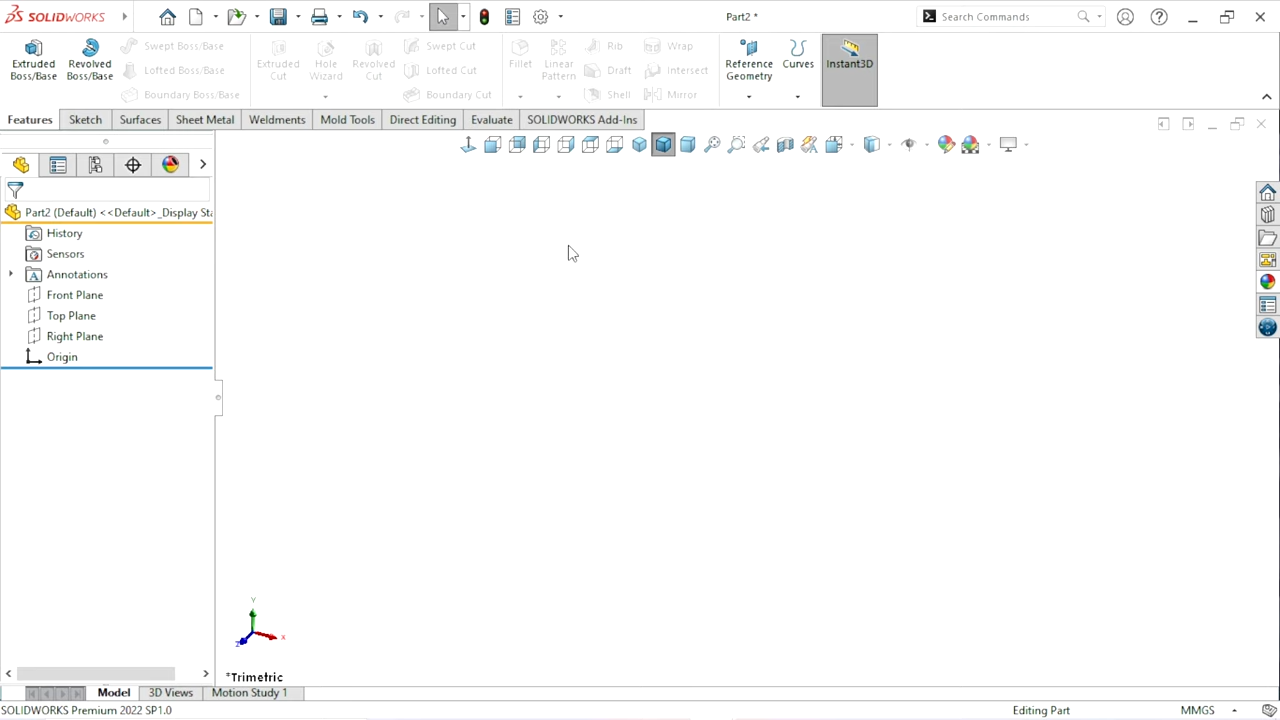 SOLIDWORKS
Part2 *
Search Commands
Extruded Boss/Base
Revolved Boss/Base
Swept Boss/Base
Lofted Boss/Base
Boundary Boss/Base
Extruded Cut
Hole Wizard
Revolved Cut
Swept Cut
Lofted Cut
Boundary Cut
Fillet
Linear Pattern
Rib
Draft
Shell
Wrap
Intersect
Mirror
Reference Geometry
Curves
Instant3D
Features
Sketch
Surfaces
Sheet Metal
Weldments
Mold Tools
Direct Editing
Evaluate
SOLIDWORKS Add-Ins
Part2 (Default) <<Default>_Display Sta
History
Sensors
Annotations
Front Plane
Top Plane
Right Plane
Origin
Y
X
Z
*Trimetric
Model
3D Views
Motion Study 1
SOLIDWORKS Premium 2022 SP1.0
Editing Part
MMGS